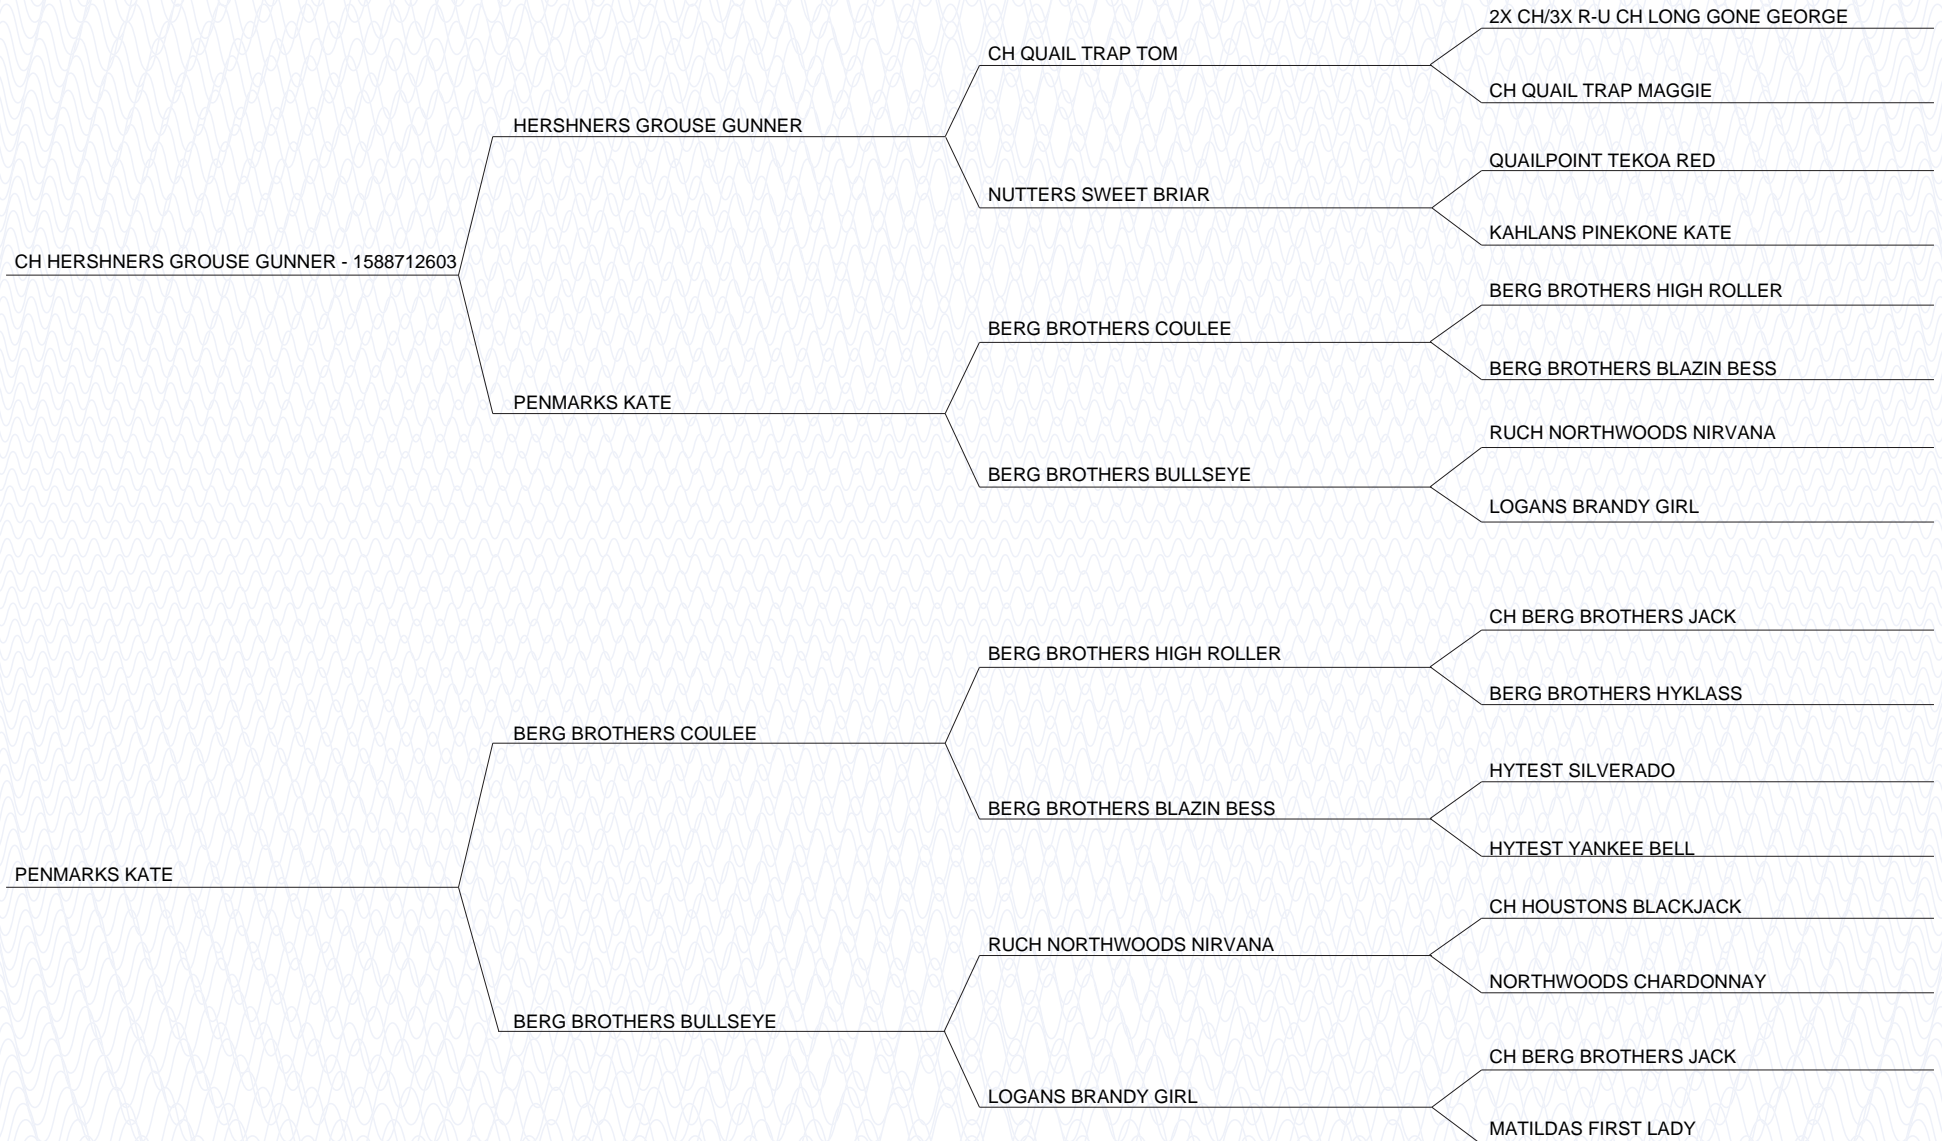 2X CH/3X R-U CH LONG GONE GEORGE
CH QUAIL TRAP TOM
CH QUAIL TRAP MAGGIE
HERSHNERS GROUSE GUNNER
QUAILPOINT TEKOA RED
NUTTERS SWEET BRIAR
KAHLANS PINEKONE KATE
CH HERSHNERS GROUSE GUNNER - 1588712603
BERG BROTHERS HIGH ROLLER
BERG BROTHERS COULEE
BERG BROTHERS BLAZIN BESS
PENMARKS KATE
RUCH NORTHWOODS NIRVANA
BERG BROTHERS BULLSEYE
LOGANS BRANDY GIRL
CH BERG BROTHERS JACK
BERG BROTHERS HIGH ROLLER
BERG BROTHERS HYKLASS
BERG BROTHERS COULEE
HYTEST SILVERADO
BERG BROTHERS BLAZIN BESS
HYTEST YANKEE BELL
PENMARKS KATE
CH HOUSTONS BLACKJACK
RUCH NORTHWOODS NIRVANA
NORTHWOODS CHARDONNAY
BERG BROTHERS BULLSEYE
CH BERG BROTHERS JACK
LOGANS BRANDY GIRL
MATILDAS FIRST LADY